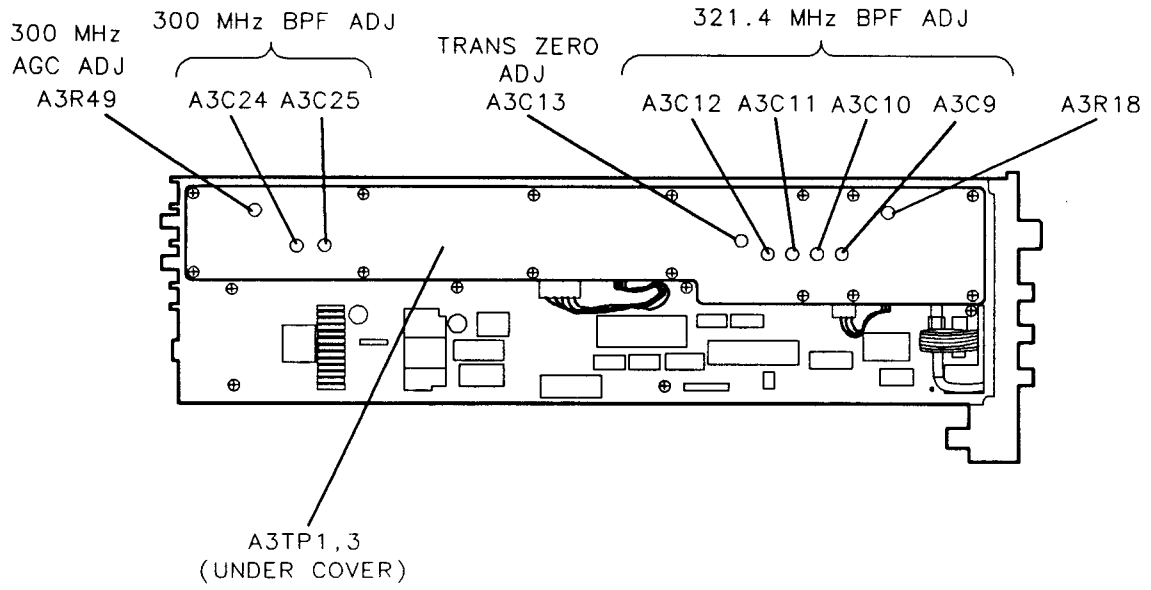 300 MHz
AGC ADJ
A3R49
300 MHz BPF ADJ
A3C24 A3C25
TRANS ZERO
ADJ
A3C13
321.4 MHz BPF ADJ
A3C12 A3C11 A3C10 A3C9
A3R18
A3TP1,3
(UNDER COVER)